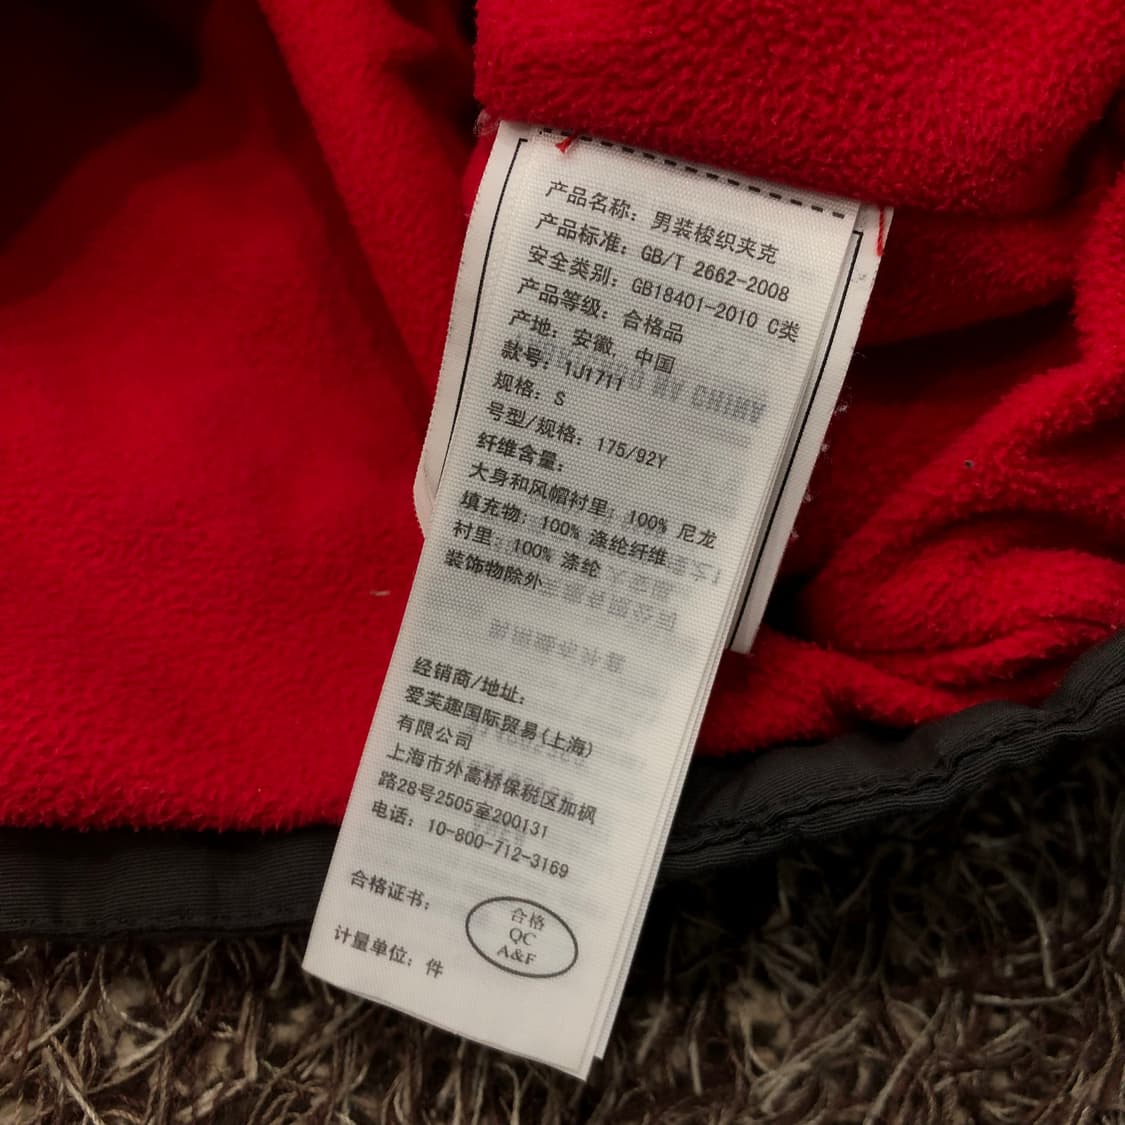 产品名称: 男装梭织夹克
产品标准: GB/T 2662-2008
安全类别: GB18401-2010 C类
产品等级: 合格品
产地: 安徽, 中国
款号: 1J1711
规格: S
号型/规格: 175/92Y
纤维含量:
大身和风帽衬里: 100% 尼龙
填充物: 100% 涤纶纤维
衬里: 100% 涤纶
装饰物除外
经销商/地址:
爱芙趣国际贸易(上海)
有限公司
上海市外高桥保税区加枫
路28号2505室200131
电话: 10-800-712-3169
合格证书:
合格
QC
A&F
计量单位: 件